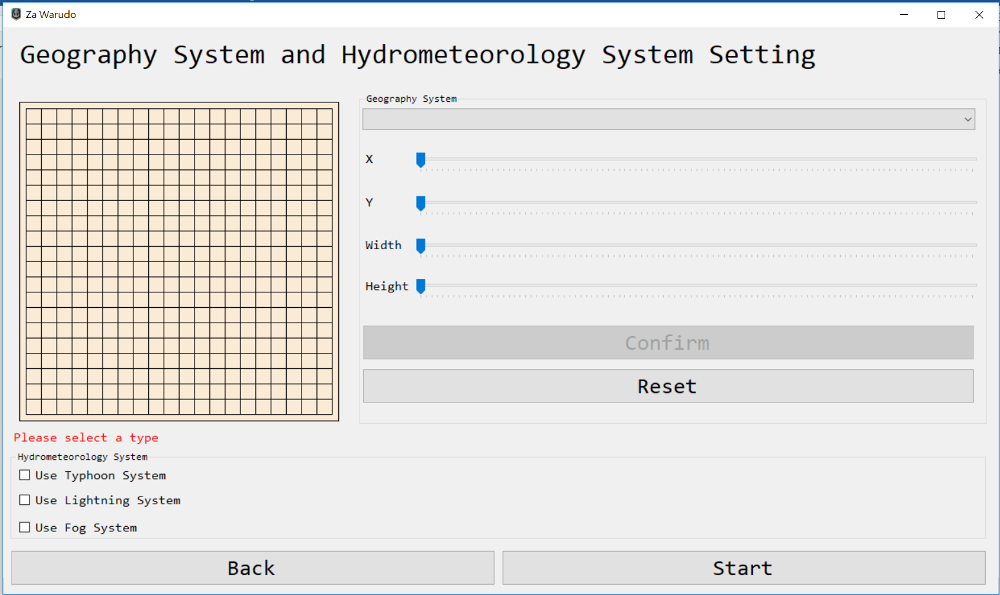 Za Warudo
Geography System and Hydrometeorology System Setting
Geography System
X
Y
Width
Height
Confirm
Reset
Please select a type
Hydrometeorology System
Use Typhoon System
Use Lightning System
Use Fog System
Back
Start